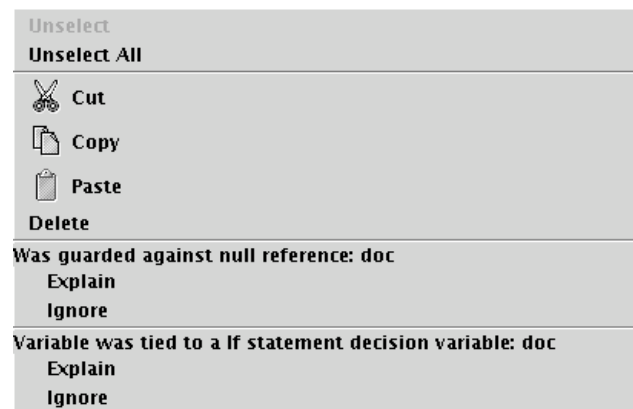 Unselect
Unselect All
Cut
Copy
Paste
Delete
Was guarded against null reference: doc
Explain
Ignore
Variable was tied to a If statement decision variable: doc
Explain
Ignore